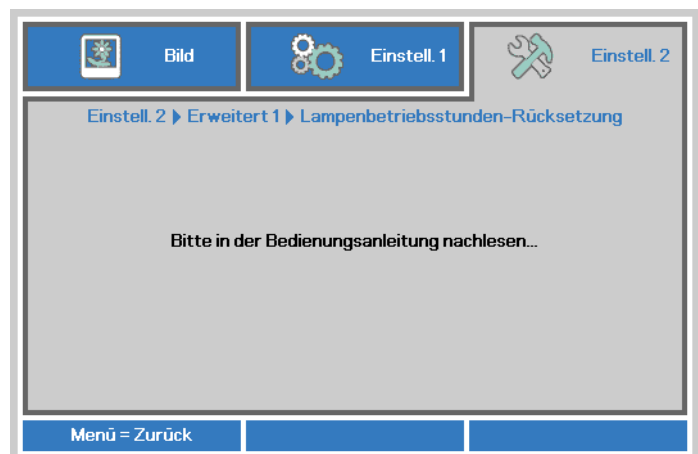 Bild
Einstell. 1
Einstell. 2
Einstell. 2 ▶ Erweitert 1 ▶ Lampenbetriebsstunden-Rücksetzung
Bitte in der Bedienungsanleitung nachlesen...
Menü = Zurück